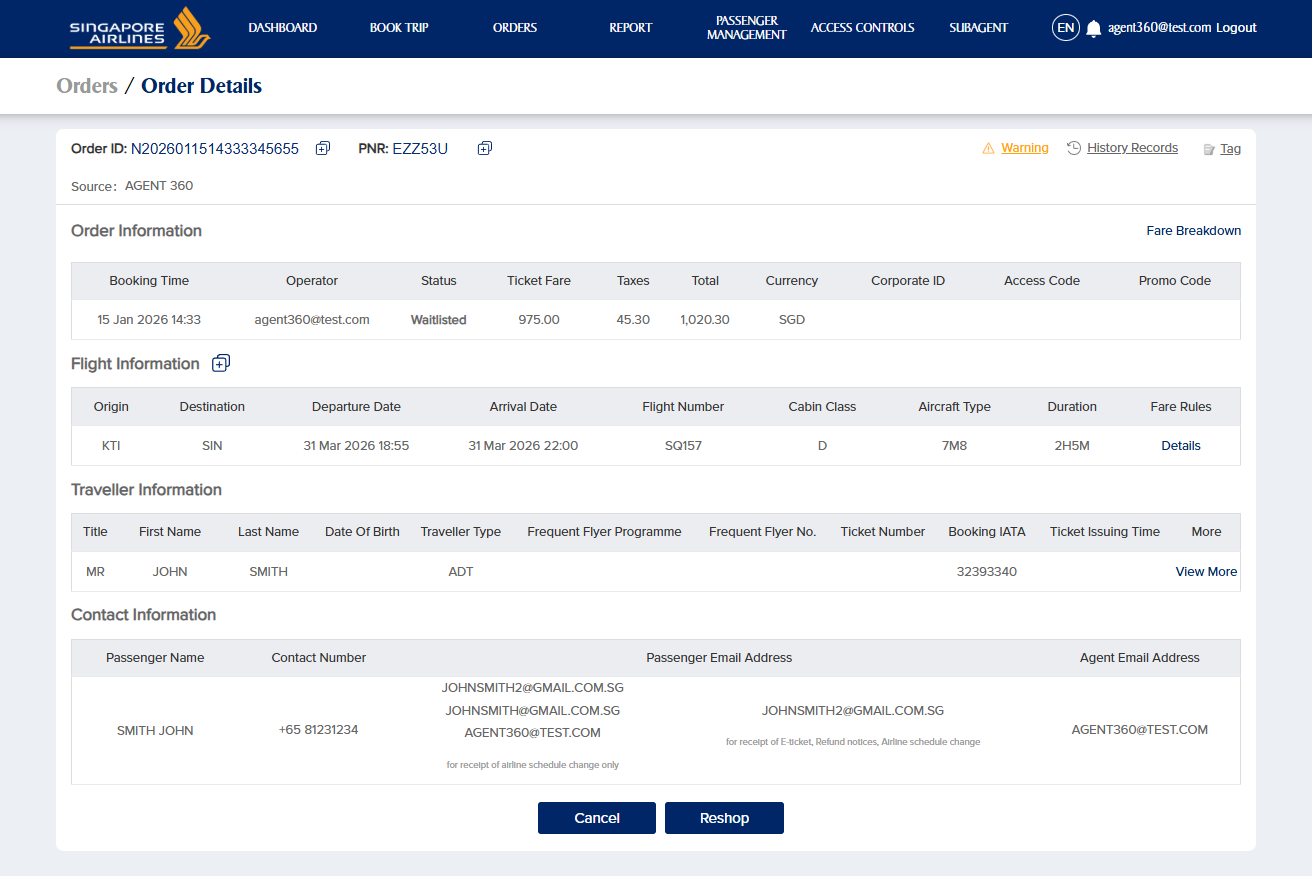 SINGAPORE
AIRLINES
DASHBOARD BOOK TRIP ORDERS REPORT PASSENGER MANAGEMENT ACCESS CONTROLS SUBAGENT EN agent360@test.com Logout
Orders / Order Details
Order ID: N2026011514333345655 PNR: EZZ53U Warning History Records Tag
Source: AGENT 360
Order Information Fare Breakdown
Booking Time Operator Status Ticket Fare Taxes Total Currency Corporate ID Access Code Promo Code
15 Jan 2026 14:33 agent360@test.com Waitlisted 975.00 45.30 1,020.30 SGD
Flight Information
Origin Destination Departure Date Arrival Date Flight Number Cabin Class Aircraft Type Duration Fare Rules
KTI SIN 31 Mar 2026 18:55 31 Mar 2026 22:00 SQ157 D 7M8 2H5M Details
Traveller Information
Title First Name Last Name Date Of Birth Traveller Type Frequent Flyer Programme Frequent Flyer No. Ticket Number Booking IATA Ticket Issuing Time More
MR JOHN SMITH ADT 32393340 View More
Contact Information
Passenger Name Contact Number Passenger Email Address Agent Email Address
SMITH JOHN +65 81231234
JOHNSMITH2@GMAIL.COM.SG
JOHNSMITH@GMAIL.COM.SG
AGENT360@TEST.COM
for receipt of airline schedule change only
JOHNSMITH2@GMAIL.COM.SG
for receipt of E-ticket, Refund notices, Airline schedule change
AGENT360@TEST.COM
Cancel Reshop